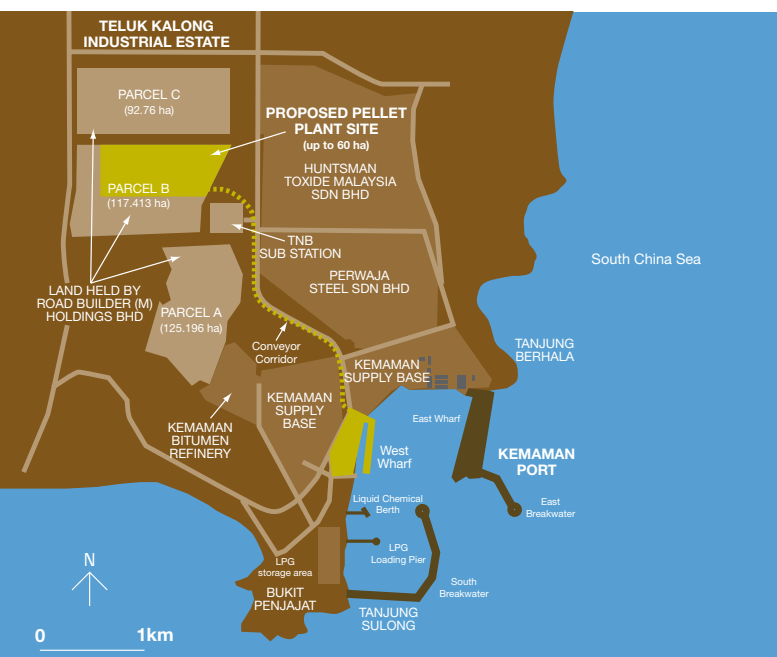 TELUK KALONG
INDUSTRIAL ESTATE
PARCEL C
(92.76 ha)
PROPOSED PELLET
PLANT SITE
(up to 60 ha)
HUNTSMAN
TOXIDE MALAYSIA
SDN BHD
PARCEL B
(117.413 ha)
TNB
SUB STATION
South China Sea
PERWAJA
STEEL SDN BHD
LAND HELD BY
ROAD BUILDER (M)
HOLDINGS BHD
PARCEL A
(125.196 ha)
Conveyor
Corridor
TANJUNG
BERHALA
KEMAMAN
SUPPLY BASE
KEMAMAN
SUPPLY
BASE
KEMAMAN
BITUMEN
REFINERY
East Wharf
West
Wharf
KEMAMAN
PORT
Liquid Chemical
Berth
East
Breakwater
LPG
Loading Pier
LPG
storage area
South
Breakwater
BUKIT
PENJAJAT
TANJUNG
SULONG
N
0 1km